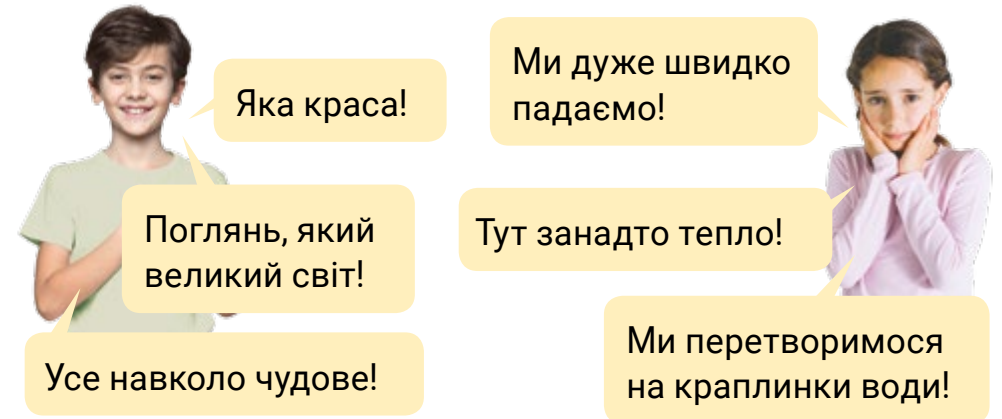 Яка краса!
Поглянь, який
великий світ!
Усе навколо чудове!
Ми дуже швидко
падаємо!
Тут занадто тепло!
Ми перетворимося
на краплинки води!